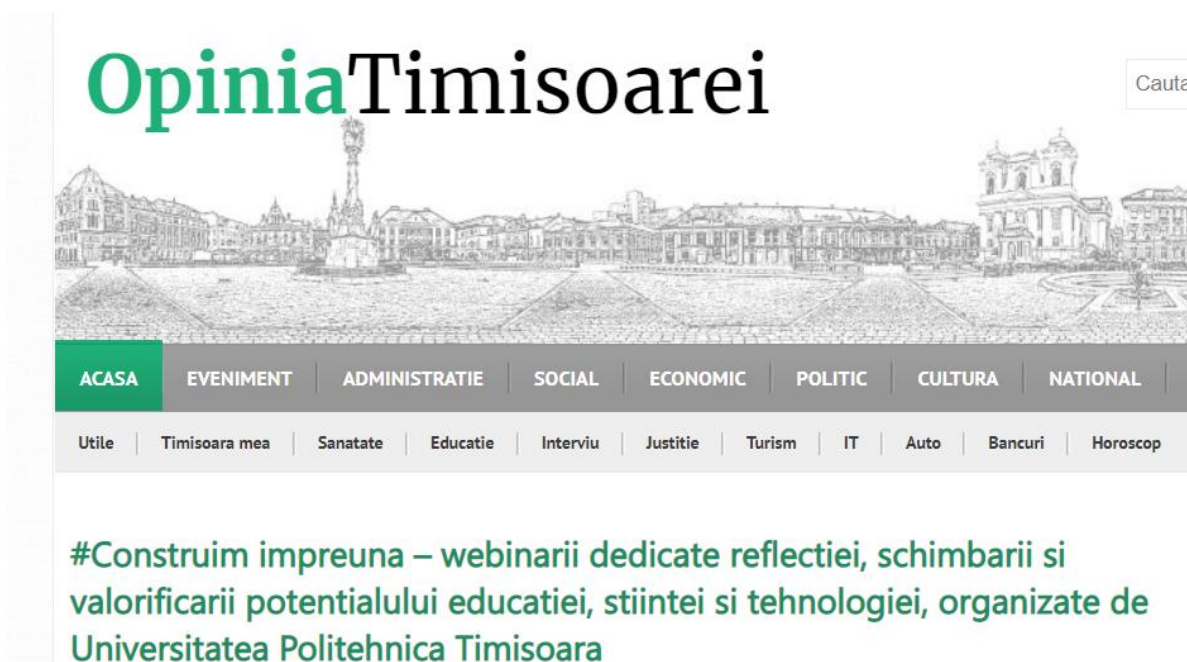 OpiniaTimisoarei
Cauta
ACASA EVENIMENT ADMINISTRATIE SOCIAL ECONOMIC POLITIC CULTURA NATIONAL
Utile Timisoara mea Sanatate Educatie Interviu Justitie Turism IT Auto Bancuri Horoscop
#Construim impreuna – webinarii dedicate reflectiei, schimbarii si
valorificarii potentialului educatiei, stiintei si tehnologiei, organizate de
Universitatea Politehnica Timisoara